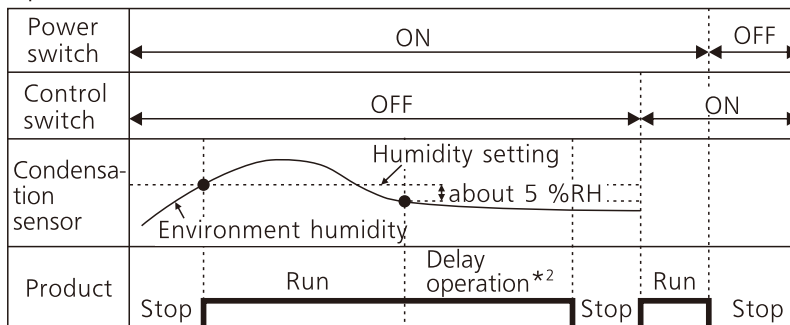 Power
switch
ON
OFF
Control
switch
OFF
ON
Condensa-
tion
sensor
Humidity setting
about 5 %RH
Environment humidity
Product
Stop
Run
Delay
operation*2
Stop
Run
Stop